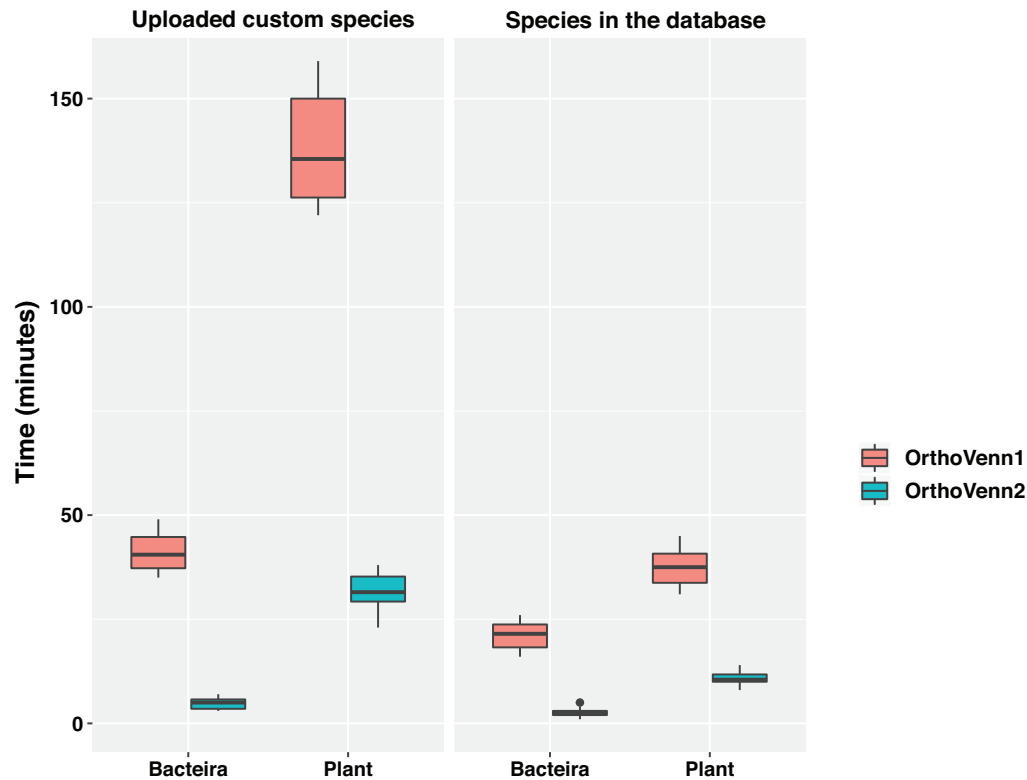 Uploaded custom species
Species in the database
Time (minutes)
150
100
50
0
Bacteira
Plant
Bacteira
Plant
OrthoVenn1
OrthoVenn2